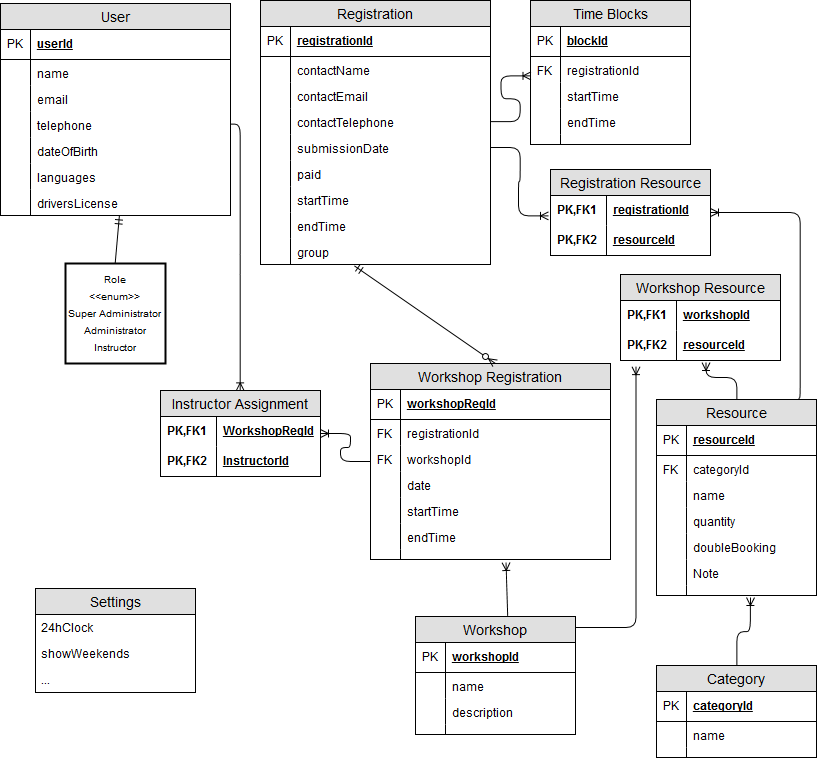 User
PK userId
name
email
telephone
dateOfBirth
languages
driversLicense
Role
<<enum>>
Super Administrator
Administrator
Instructor
Registration
PK registrationId
contactName
contactEmail
contactTelephone
submissionDate
paid
startTime
endTime
group
Time Blocks
PK blockId
FK registrationId
startTime
endTime
Registration Resource
PK,FK1 registrationId
PK,FK2 resourceId
Workshop Resource
PK,FK1 workshopId
PK,FK2 resourceId
Instructor Assignment
PK,FK1 WorkshopRegId
PK,FK2 InstructorId
Workshop Registration
PK workshopRegId
FK registrationId
FK workshopId
date
startTime
endTime
Resource
PK resourceId
FK categoryId
name
quantity
doubleBooking
Note
Settings
24hClock
showWeekends
...
Workshop
PK workshopId
name
description
Category
PK categoryId
name